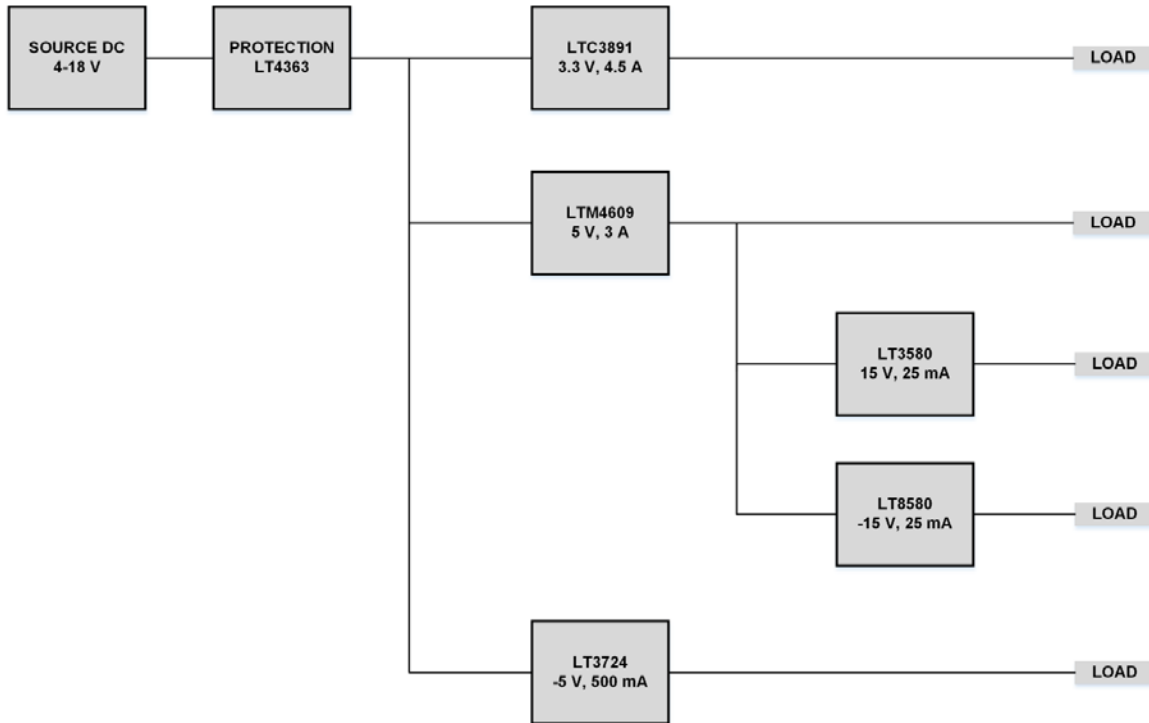 SOURCE DC
4-18 V
PROTECTION
LT4363
LTC3891
3.3 V, 4.5 A
LOAD
LTM4609
5 V, 3 A
LOAD
LT3580
15 V, 25 mA
LOAD
LT8580
-15 V, 25 mA
LOAD
LT3724
-5 V, 500 mA
LOAD